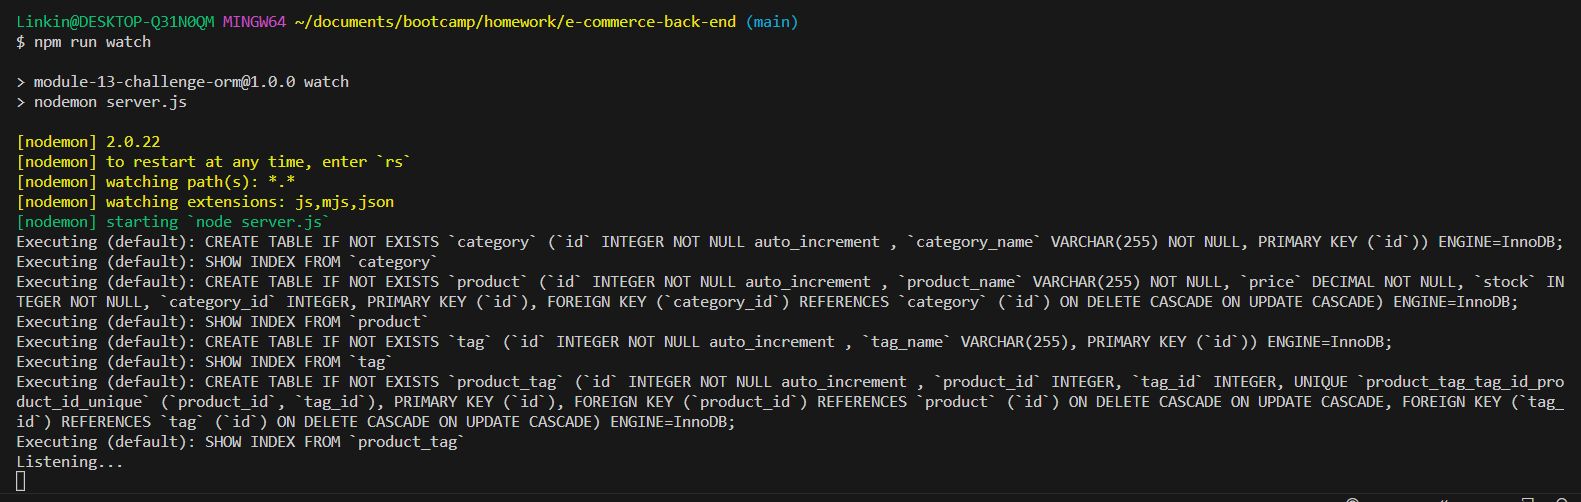 Linkin@DESKTOP-Q31N0QM MINGW64 ~/documents/bootcamp/homework/e-commerce-back-end (main)
$ npm run watch
> module-13-challenge-orm@1.0.0 watch
> nodemon server.js
[nodemon] 2.0.22
[nodemon] to restart at any time, enter `rs`
[nodemon] watching path(s): *.*
[nodemon] watching extensions: js,mjs,json
[nodemon] starting `node server.js`
Executing (default): CREATE TABLE IF NOT EXISTS `category` (`id` INTEGER NOT NULL auto_increment , `category_name` VARCHAR(255) NOT NULL, PRIMARY KEY (`id`)) ENGINE=InnoDB;
Executing (default): SHOW INDEX FROM `category`
Executing (default): CREATE TABLE IF NOT EXISTS `product` (`id` INTEGER NOT NULL auto_increment , `product_name` VARCHAR(255) NOT NULL, `price` DECIMAL NOT NULL, `stock` IN
TEGER NOT NULL, `category_id` INTEGER, PRIMARY KEY (`id`), FOREIGN KEY (`category_id`) REFERENCES `category` (`id`) ON DELETE CASCADE ON UPDATE CASCADE) ENGINE=InnoDB;
Executing (default): SHOW INDEX FROM `product`
Executing (default): CREATE TABLE IF NOT EXISTS `tag` (`id` INTEGER NOT NULL auto_increment , `tag_name` VARCHAR(255), PRIMARY KEY (`id`)) ENGINE=InnoDB;
Executing (default): SHOW INDEX FROM `tag`
Executing (default): CREATE TABLE IF NOT EXISTS `product_tag` (`id` INTEGER NOT NULL auto_increment , `product_id` INTEGER, `tag_id` INTEGER, UNIQUE `product_tag_tag_id_pro
duct_id_unique` (`product_id`, `tag_id`), PRIMARY KEY (`id`), FOREIGN KEY (`product_id`) REFERENCES `product` (`id`) ON DELETE CASCADE ON UPDATE CASCADE, FOREIGN KEY (`tag_
id`) REFERENCES `tag` (`id`) ON DELETE CASCADE ON UPDATE CASCADE) ENGINE=InnoDB;
Executing (default): SHOW INDEX FROM `product_tag`
Listening...